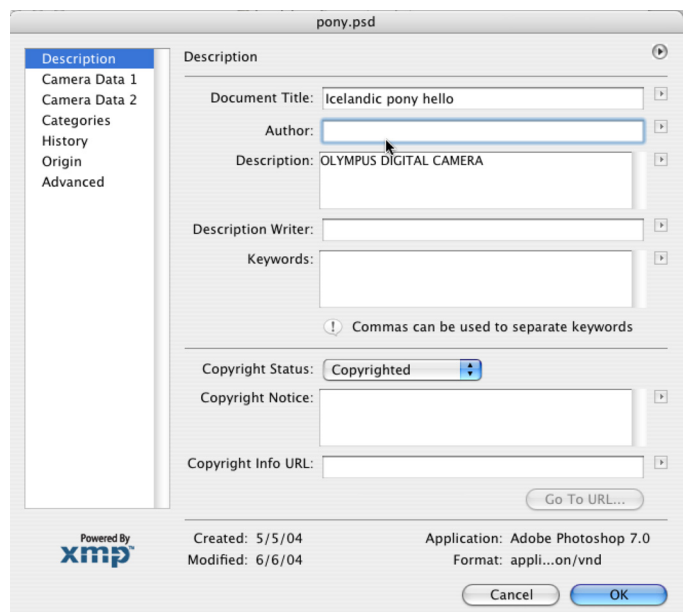 pony.psd
Description
Camera Data 1
Camera Data 2
Categories
History
Origin
Advanced
Description
Document Title: Icelandic pony hello
Author:
Description: OLYMPUS DIGITAL CAMERA
Description Writer:
Keywords:
! Commas can be used to separate keywords
Copyright Status: Copyrighted
Copyright Notice:
Copyright Info URL:
Go To URL...
Powered By
xmp
Created: 5/5/04
Modified: 6/6/04
Application: Adobe Photoshop 7.0
Format: appli...on/vnd
Cancel
OK